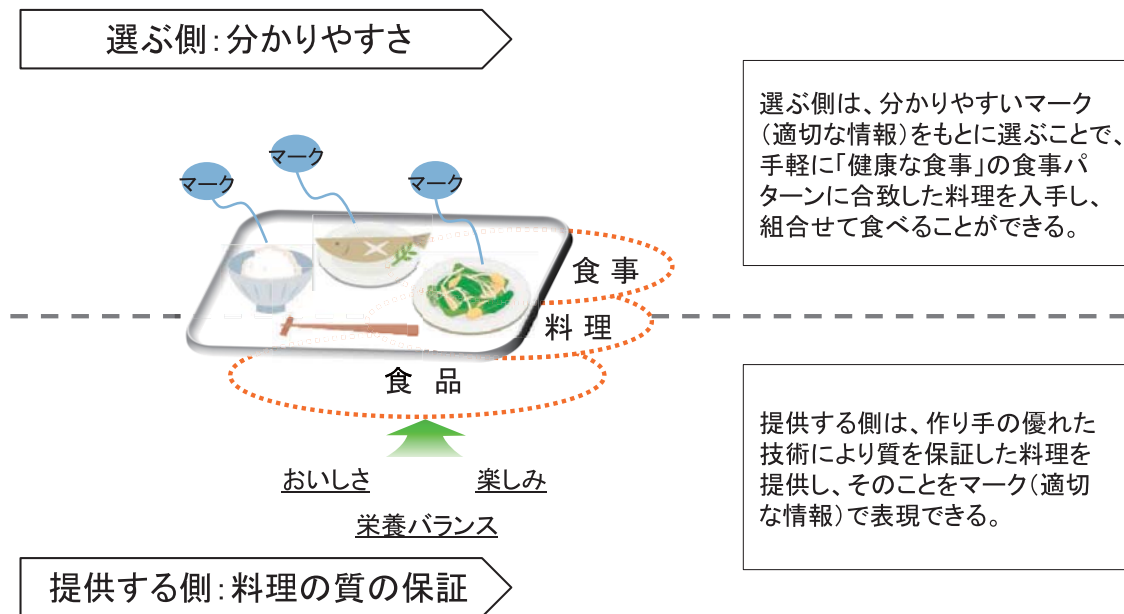 選ぶ側：分かりやすさ
マーク
マーク
マーク
選ぶ側は、分かりやすいマーク
（適切な情報）をもとに選ぶことで、
手軽に「健康な食事」の食事パ
ターンに合致した料理を入手し、
組合せて食べることができる。
食 事
料 理
食 品
おいしさ
楽しみ
栄養バランス
提供する側は、作り手の優れた
技術により質を保証した料理を
提供し、そのことをマーク（適切
な情報）で表現できる。
提供する側：料理の質の保証